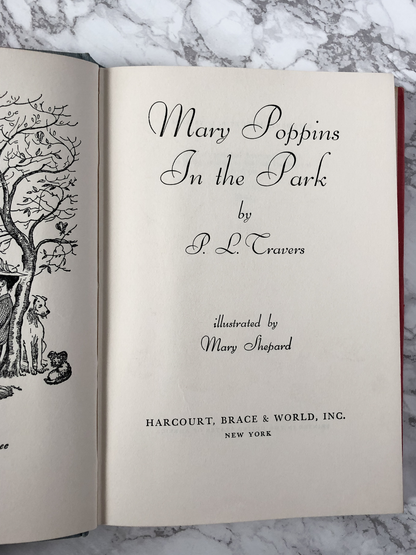 Mary Poppins
In the Park
by
P. L. Travers
illustrated by
Mary Shepard
HARCOURT, BRACE & WORLD, INC.
NEW YORK